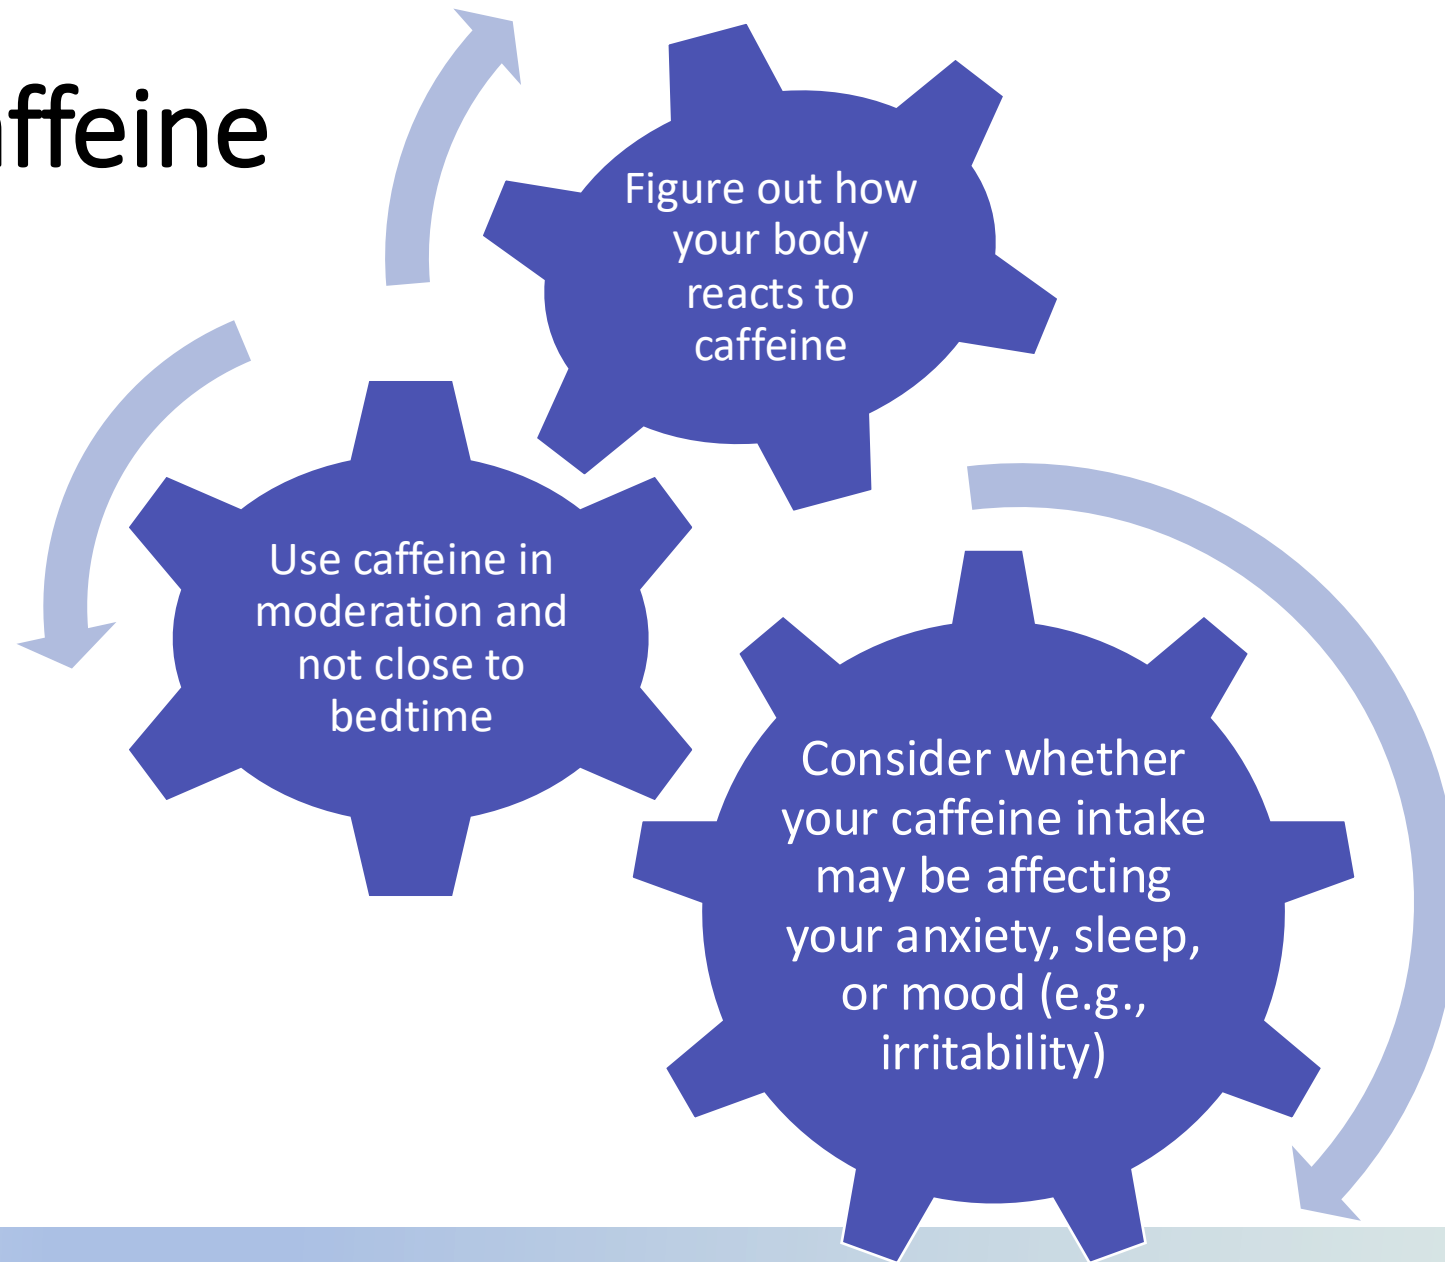 affeine
Figure out how
your body
reacts to
caffeine
Use caffeine in
moderation and
not close to
bedtime
Consider whether
your caffeine intake
may be affecting
your anxiety, sleep,
or mood (e.g.,
irritability)